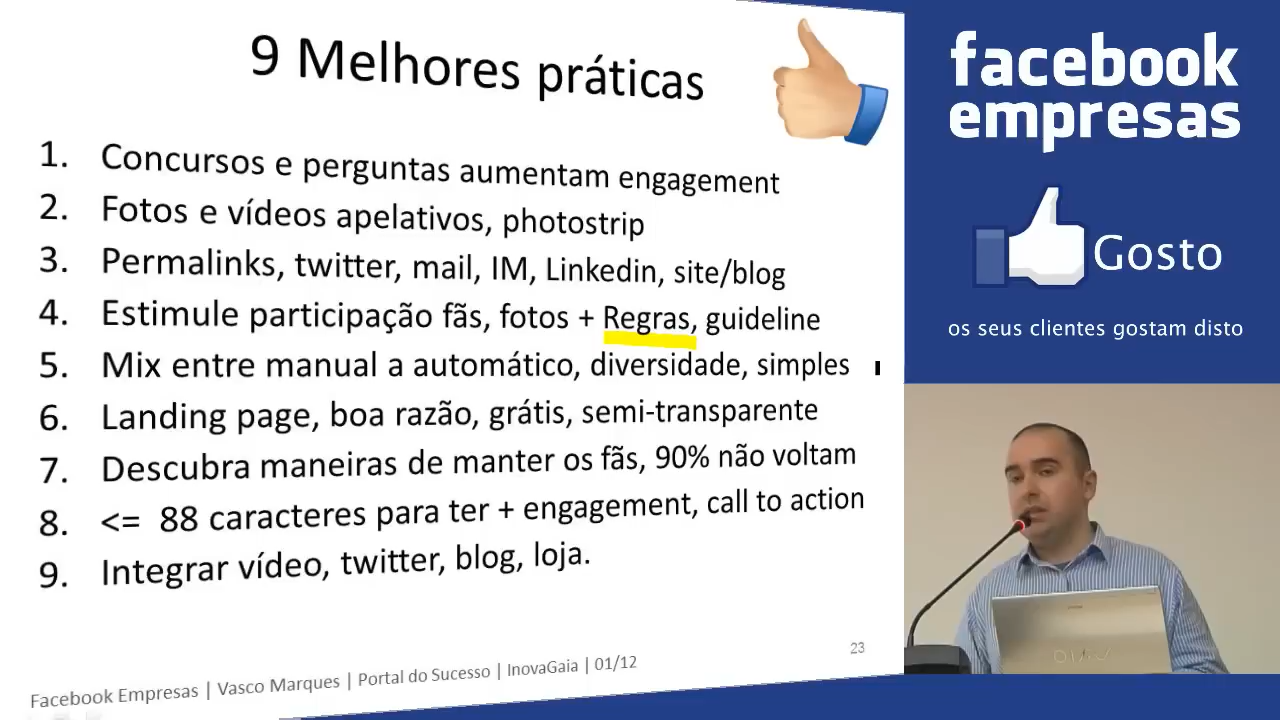 9 Melhores práticas
1. Concursos e perguntas aumentam engagement
2. Fotos e vídeos apelativos, photostrip
3. Permalinks, twitter, mail, IM, Linkedin, site/blog
4. Estimule participação fãs, fotos + Regras, guideline
5. Mix entre manual a automático, diversidade, simples
6. Landing page, boa razão, grátis, semi-transparente
7. Descubra maneiras de manter os fãs, 90% não voltam
8. <= 88 caracteres para ter + engagement, call to action
9. Integrar vídeo, twitter, blog, loja.
23
Facebook Empresas | Vasco Marques | Portal do Sucesso | InovaGaia | 01/12
facebook
empresas
Gosto
os seus clientes gostam disto